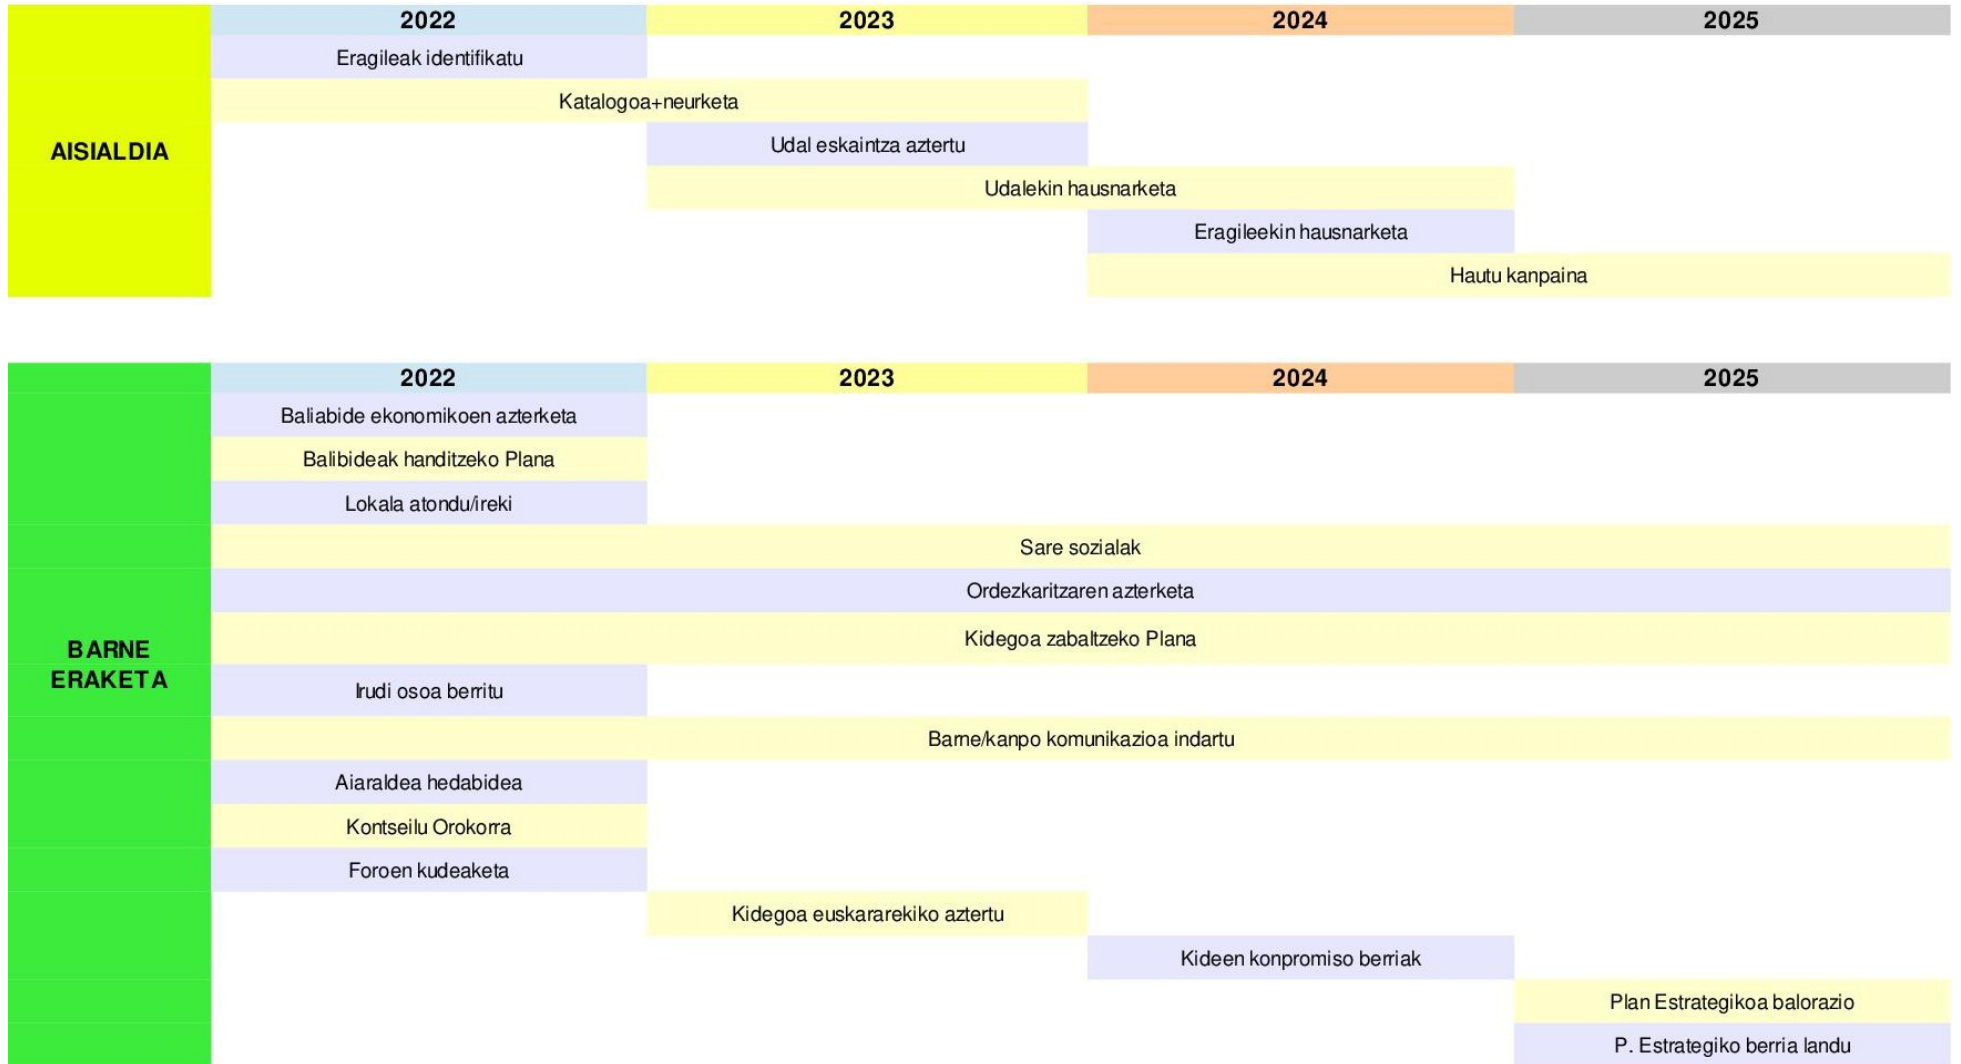 2022 2023 2024 2025
Eragileak identifikatu
Katalogoa+neurketa
AISIALDIA
Udal eskaintza aztertu
Udalekin hausnarketa
Eragileekin hausnarketa
Hautu kanpaina
2022 2023 2024 2025
Baliabide ekonomikoen azterketa
Balibideak handitzeko Plana
Lokala atondu/ireki
Sare sozialak
Ordezkaritzaren azterketa
Kidegoa zabaltzeko Plana
BARNE
ERAKETA
Irudi osoa berritu
Barne/kanpo komunikazioa indartu
Aiaraldea hedabidea
Kontseilu Orokorra
Foroen kudeaketa
Kidegoa euskararekiko aztertu
Kideen konpromiso berriak
Plan Estrategikoa balorazio
P. Estrategiko berria landu